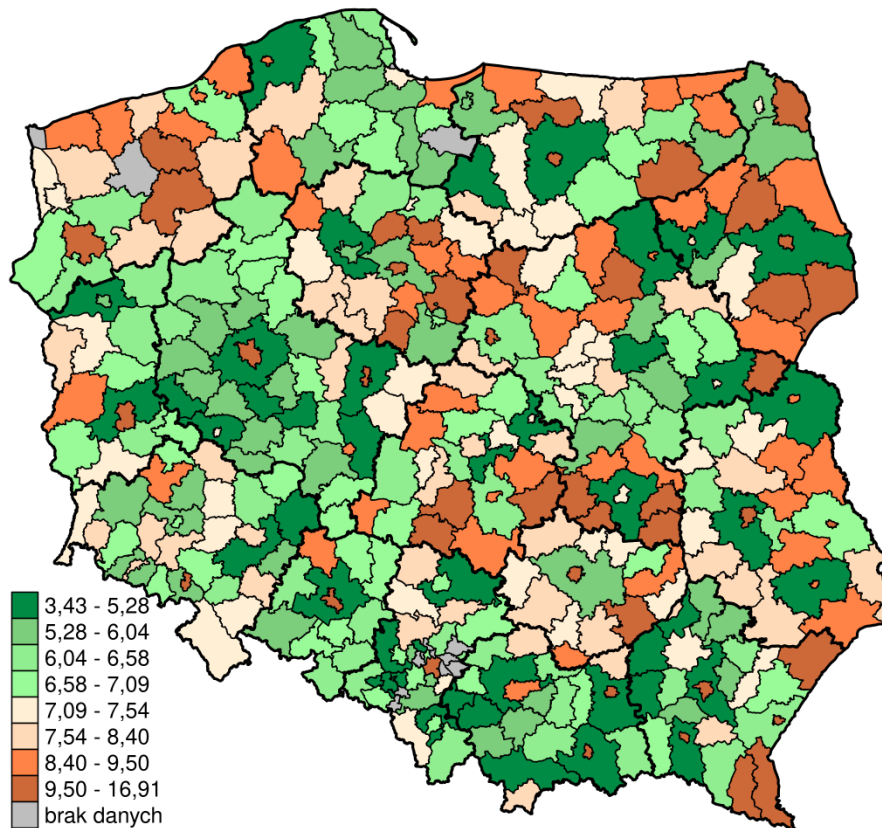 3,43 - 5,28
5,28 - 6,04
6,04 - 6,58
6,58 - 7,09
7,09 - 7,54
7,54 - 8,40
8,40 - 9,50
9,50 - 16,91
brak danych